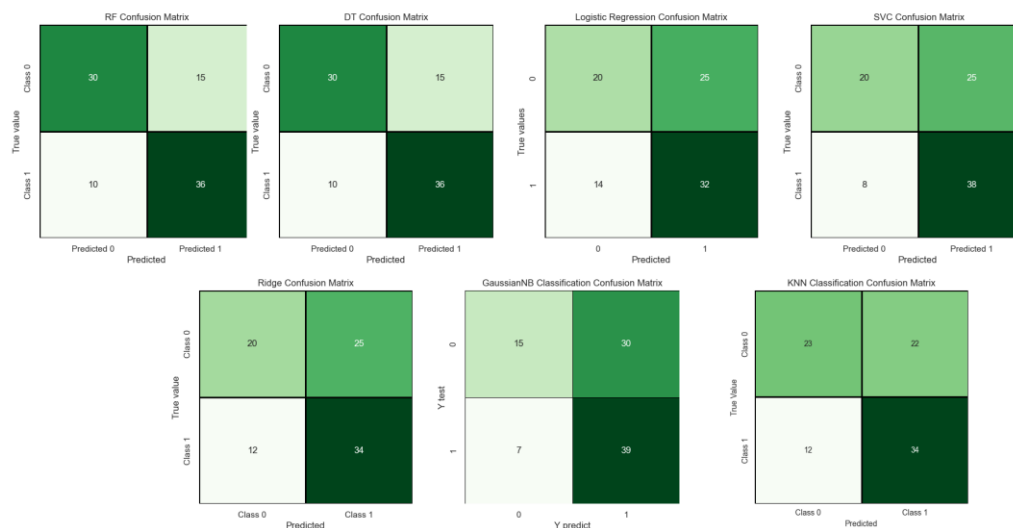 RF Confusion Matrix
True value
Class 0
30
15
Class 1
10
36
Predicted 0
Predicted 1
Predicted
DT Confusion Matrix
True value
Class 0
30
15
Class 1
10
36
Predicted 0
Predicted 1
Predicted
Logistic Regression Confusion Matrix
True values
0
20
25
1
14
32
0
1
Predicted
SVC Confusion Matrix
True value
Class 0
20
25
Class 1
8
38
Predicted 0
Predicted 1
Predicted
Ridge Confusion Matrix
True value
Class 0
20
25
Class 1
12
34
Class 0
Class 1
Predicted
GaussianNB Classification Confusion Matrix
Y test
0
15
30
1
7
39
0
1
Y predict
KNN Classification Confusion Matrix
True Value
Class 0
23
22
Class 1
12
34
Class 0
Class 1
Predicted